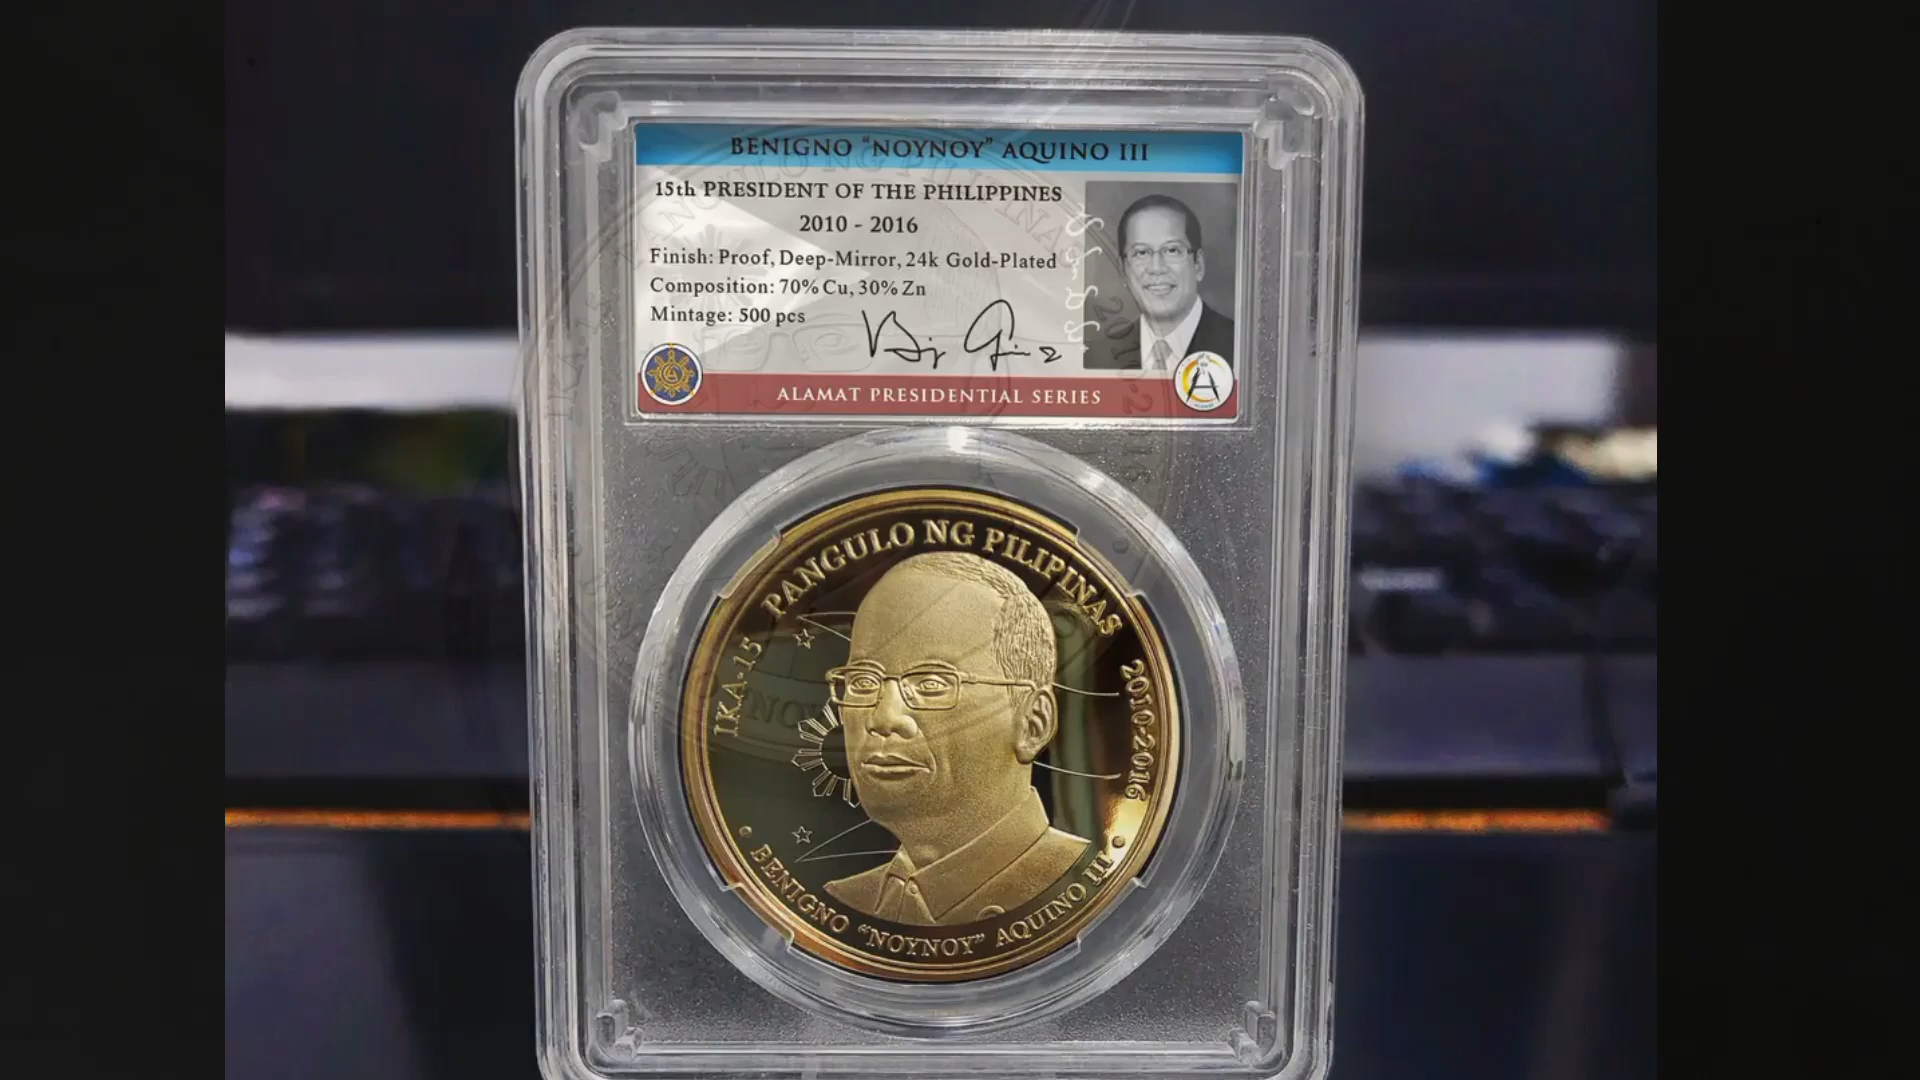 BENIGNO “NOYNOY” AQUINO III
15th PRESIDENT OF THE PHILIPPINES
2010 - 2016
Finish: Proof, Deep-Mirror, 24k Gold-Plated
Composition: 70% Cu, 30% Zn
Mintage: 500 pcs
ALAMAT PRESIDENTIAL SERIES
IKA-15 PANGULO NG PILIPINAS 2010-2016
BENIGNO “NOYNOY” AQUINO III